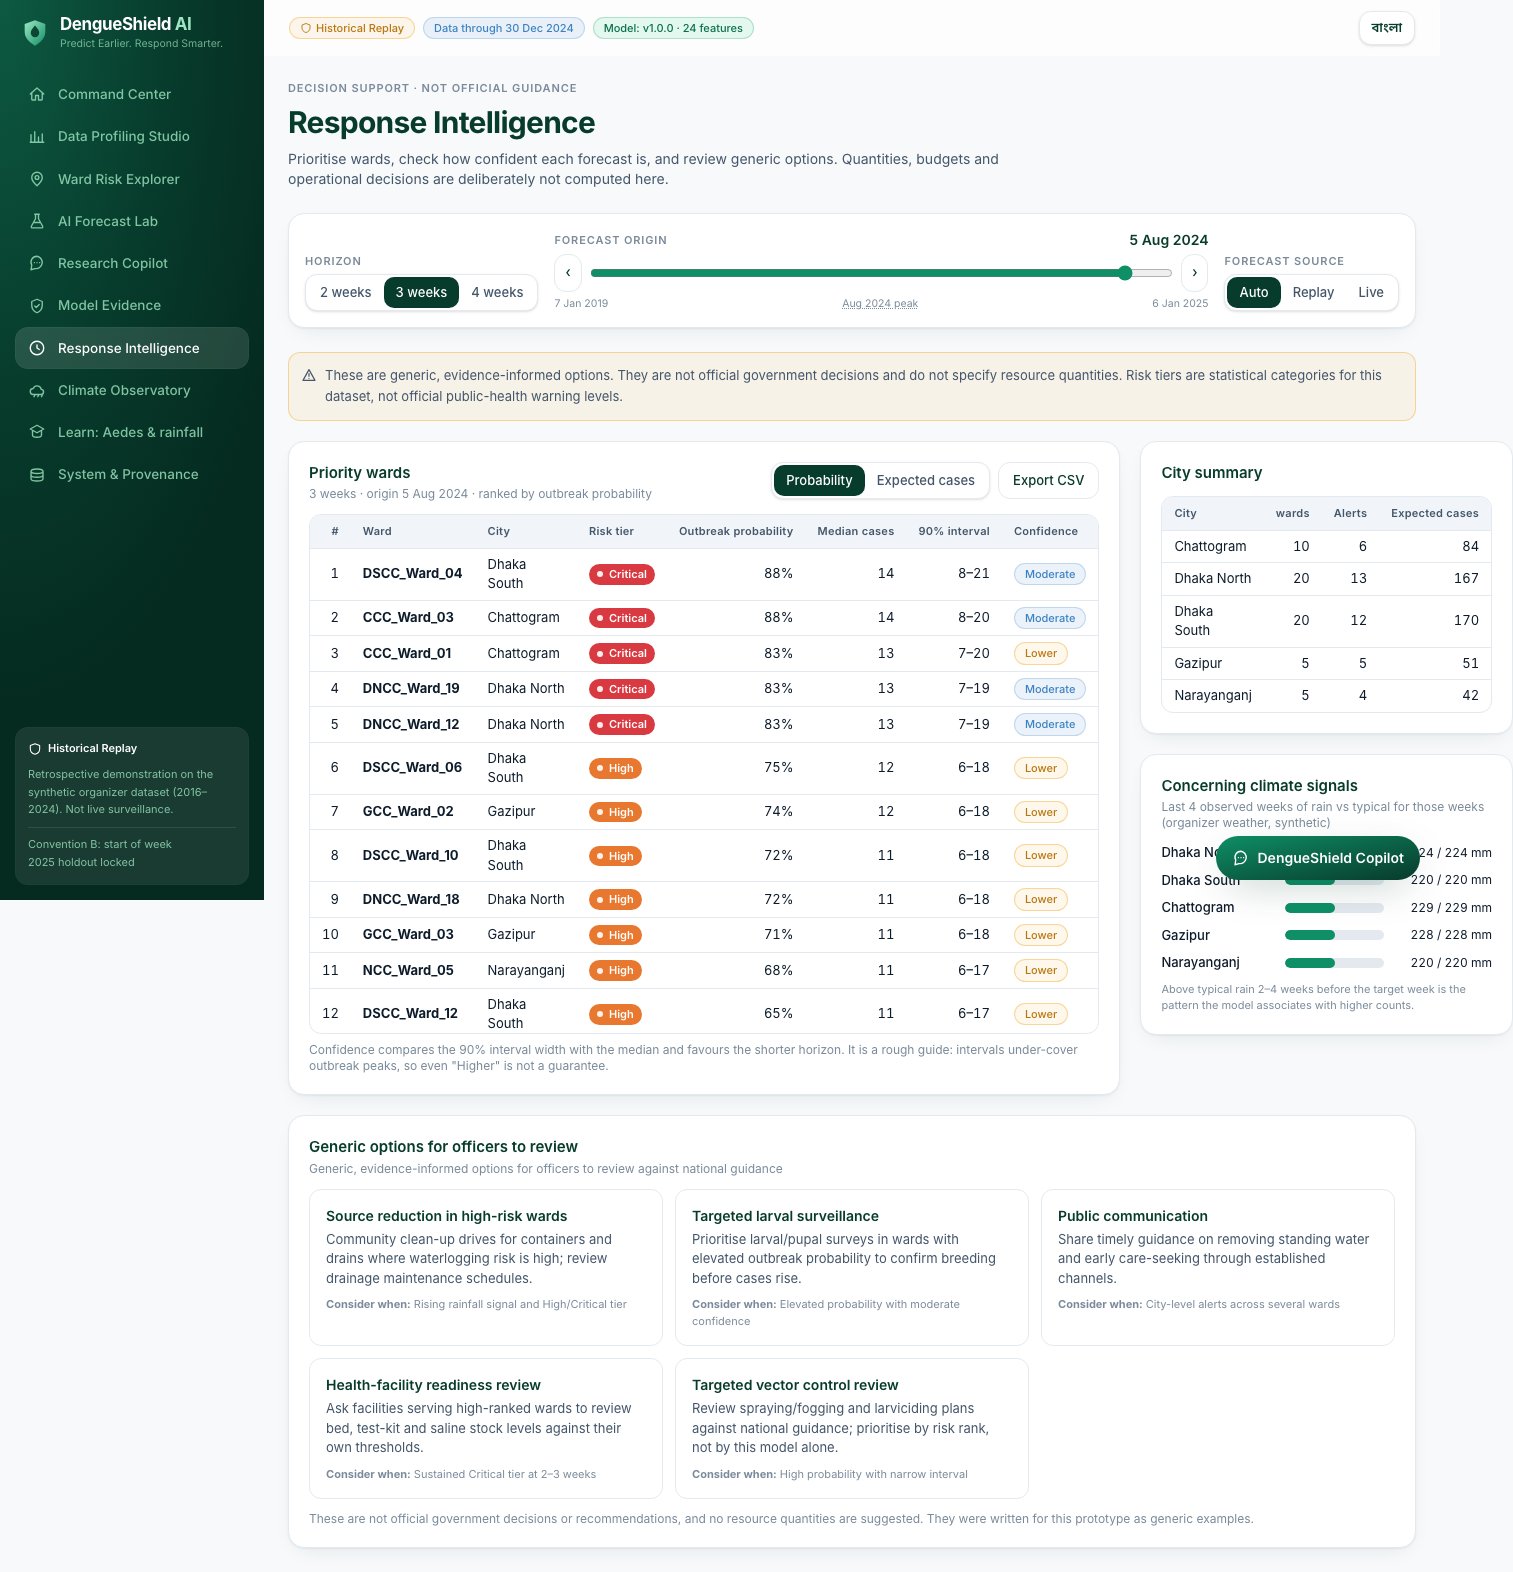 DengueShield AI
Predict Earlier. Respond Smarter.
Command Center
Data Profiling Studio
Ward Risk Explorer
AI Forecast Lab
Research Copilot
Model Evidence
Response Intelligence
Climate Observatory
Learn: Aedes & rainfall
System & Provenance
Historical Replay
Retrospective demonstration on the
synthetic organizer dataset (2016–
2024). Not live surveillance.
Convention B: start of week
2025 holdout locked
Historical Replay
Data through 30 Dec 2024
Model: v1.0.0 · 24 features
বাংলা
DECISION SUPPORT · NOT OFFICIAL GUIDANCE
Response Intelligence
Prioritise wards, check how confident each forecast is, and review generic options. Quantities, budgets and
operational decisions are deliberately not computed here.
HORIZON
2 weeks 3 weeks 4 weeks
FORECAST ORIGIN 5 Aug 2024
‹ ›
7 Jan 2019 Aug 2024 peak 6 Jan 2025
FORECAST SOURCE
Auto Replay Live
These are generic, evidence-informed options. They are not official government decisions and do not specify resource quantities. Risk tiers are statistical categories for this
dataset, not official public-health warning levels.
Priority wards
3 weeks · origin 5 Aug 2024 · ranked by outbreak probability
Probability Expected cases Export CSV
# Ward City Risk tier Outbreak probability Median cases 90% interval Confidence
1 DSCC_Ward_04 Dhaka South Critical 88% 14 8–21 Moderate
2 CCC_Ward_03 Chattogram Critical 88% 14 8–20 Moderate
3 CCC_Ward_01 Chattogram Critical 83% 13 7–20 Lower
4 DNCC_Ward_19 Dhaka North Critical 83% 13 7–19 Moderate
5 DNCC_Ward_12 Dhaka North Critical 83% 13 7–19 Moderate
6 DSCC_Ward_06 Dhaka South High 75% 12 6–18 Lower
7 GCC_Ward_02 Gazipur High 74% 12 6–18 Lower
8 DSCC_Ward_10 Dhaka South High 72% 11 6–18 Lower
9 DNCC_Ward_18 Dhaka North High 72% 11 6–18 Lower
10 GCC_Ward_03 Gazipur High 71% 11 6–18 Lower
11 NCC_Ward_05 Narayanganj High 68% 11 6–17 Lower
12 DSCC_Ward_12 Dhaka South High 65% 11 6–17 Lower
Confidence compares the 90% interval width with the median and favours the shorter horizon. It is a rough guide: intervals under-cover
outbreak peaks, so even "Higher" is not a guarantee.
City summary
City wards Alerts Expected cases
Chattogram 10 6 84
Dhaka North 20 13 167
Dhaka South 20 12 170
Gazipur 5 5 51
Narayanganj 5 4 42
Concerning climate signals
Last 4 observed weeks of rain vs typical for those weeks
(organizer weather, synthetic)
Dhaka 24 / 224 mm
DengueShield Copilot
Dhaka South 220 / 220 mm
Chattogram 229 / 229 mm
Gazipur 228 / 228 mm
Narayanganj 220 / 220 mm
Above typical rain 2–4 weeks before the target week is the
pattern the model associates with higher counts.
Generic options for officers to review
Generic, evidence-informed options for officers to review against national guidance
Source reduction in high-risk wards
Community clean-up drives for containers and
drains where waterlogging risk is high; review
drainage maintenance schedules.
Consider when: Rising rainfall signal and High/Critical tier
Targeted larval surveillance
Prioritise larval/pupal surveys in wards with
elevated outbreak probability to confirm breeding
before cases rise.
Consider when: Elevated probability with moderate
confidence
Public communication
Share timely guidance on removing standing water
and early care-seeking through established
channels.
Consider when: City-level alerts across several wards
Health-facility readiness review
Ask facilities serving high-ranked wards to review
bed, test-kit and saline stock levels against their
own thresholds.
Consider when: Sustained Critical tier at 2–3 weeks
Targeted vector control review
Review spraying/fogging and larviciding plans
against national guidance; prioritise by risk rank,
not by this model alone.
Consider when: High probability with narrow interval
These are not official government decisions or recommendations, and no resource quantities are suggested. They were written for this prototype as generic examples.